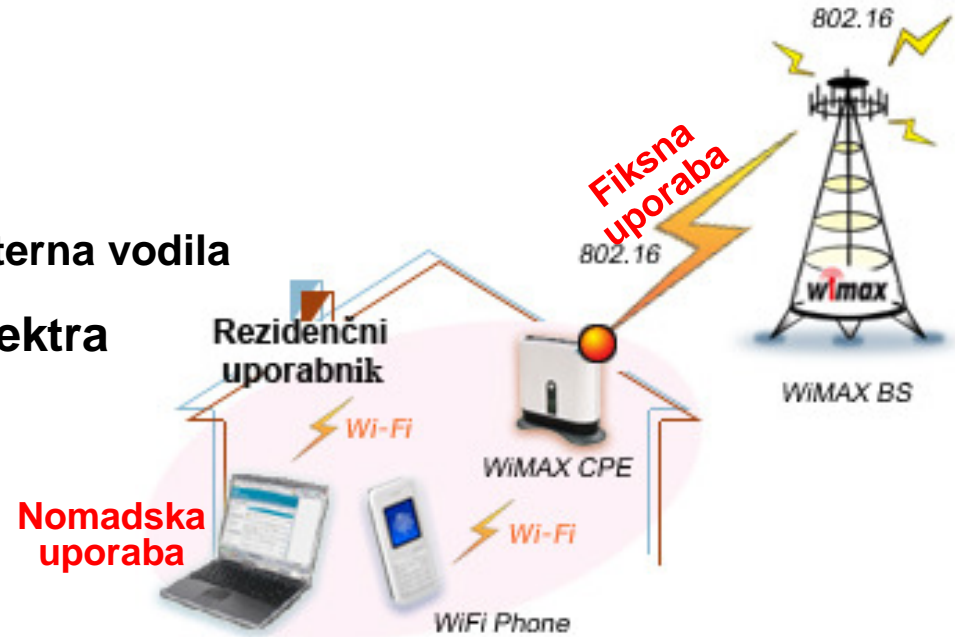 802.16
Fiksna
uporaba
802.16
terna vodila
ektra
Rezidenčni
uporabnik
wimax
WiMAX BS
Wi-Fi
WiMAX CPE
Nomadska
uporaba
Wi-Fi
WiFi Phone